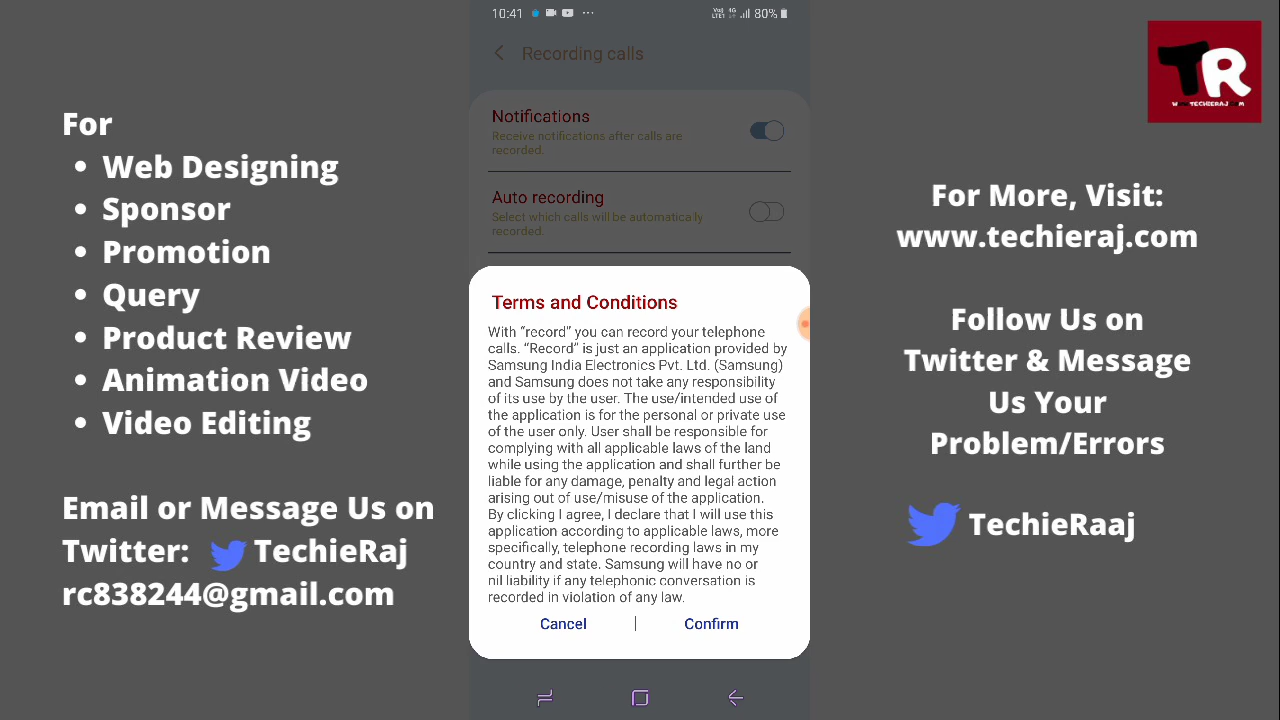 For
• Web Designing
• Sponsor
• Promotion
• Query
• Product Review
• Animation Video
• Video Editing
Email or Message Us on
Twitter: TechieRaj
rc838244@gmail.com
10:41
80%
Recording calls
Notifications
Receive notifications after calls are
recorded.
Auto recording
Select which calls will be automatically
recorded.
Terms and Conditions
With “record” you can record your telephone
calls. “Record” is just an application provided by
Samsung India Electronics Pvt. Ltd. (Samsung)
and Samsung does not take any responsibility
of its use by the user. The use/intended use of
the application is for the personal or private use
of the user only. User shall be responsible for
complying with all applicable laws of the land
while using the application and shall further be
liable for any damage, penalty and legal action
arising out of use/misuse of the application.
By clicking I agree, I declare that I will use this
application according to applicable laws, more
specifically, telephone recording laws in my
country and state. Samsung will have no or
nil liability if any telephonic conversation is
recorded in violation of any law.
Cancel | Confirm
TR
WWW.TECHIERAJ.COM
For More, Visit:
www.techieraj.com
Follow Us on
Twitter & Message
Us Your
Problem/Errors
TechieRaaj